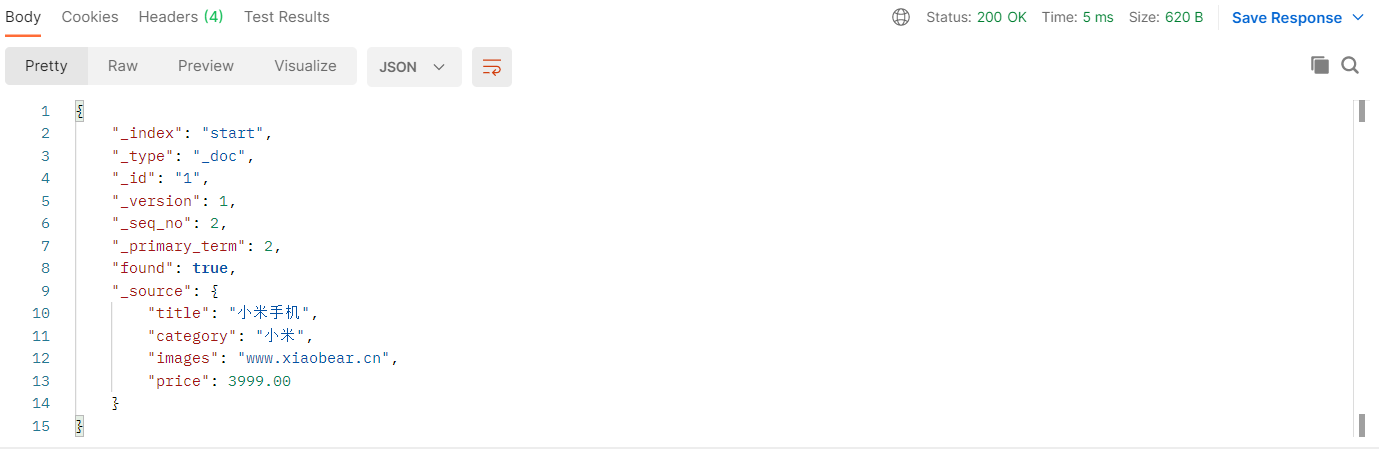 Body Cookies Headers (4) Test Results Status: 200 OK Time: 5 ms Size: 620 B Save Response
Pretty Raw Preview Visualize JSON
1 {
2 "_index": "start",
3 "_type": "_doc",
4 "_id": "1",
5 "_version": 1,
6 "_seq_no": 2,
7 "_primary_term": 2,
8 "found": true,
9 "_source": {
10 "title": "小米手机",
11 "category": "小米",
12 "images": "www.xiaobear.cn",
13 "price": 3999.00
14 }
15 }